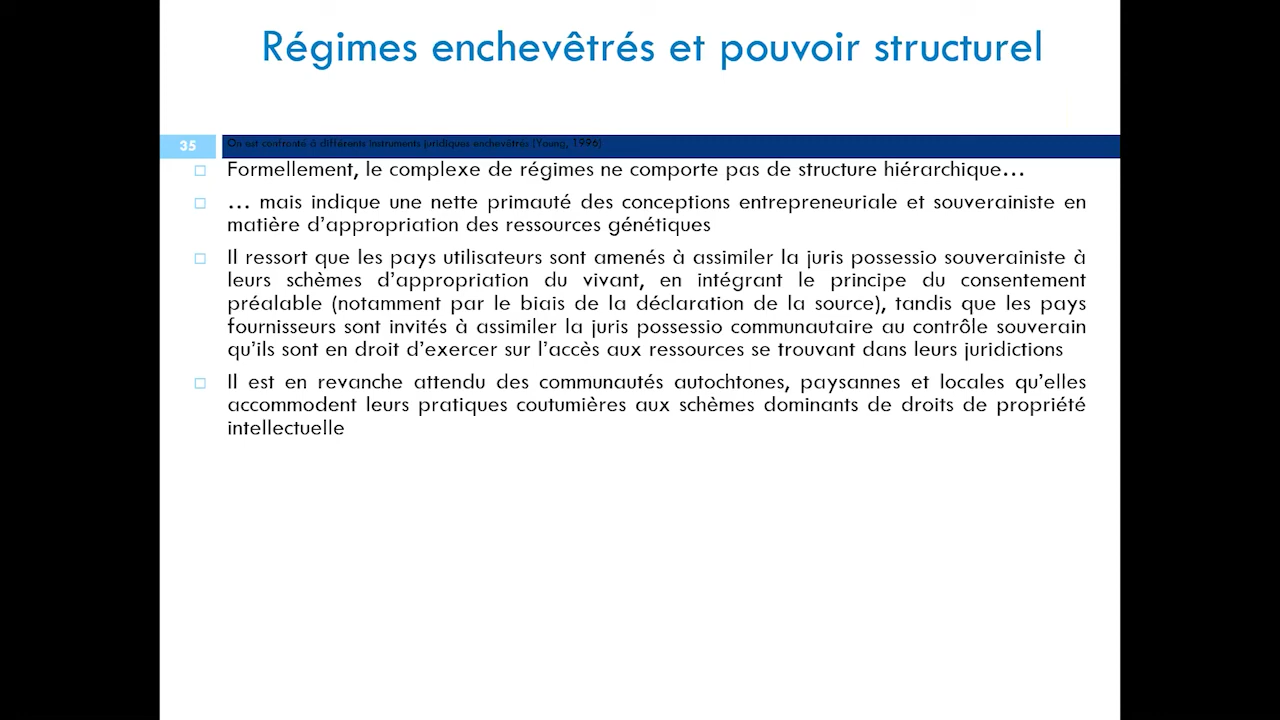 Régimes enchevêtrés et pouvoir structurel
35
On est confronté à différents instruments juridiques enchevêtrés (Young, 1996)
Formellement, le complexe de régimes ne comporte pas de structure hiérarchique…
… mais indique une nette primauté des conceptions entrepreneuriale et souverainiste en
matière d’appropriation des ressources génétiques
Il ressort que les pays utilisateurs sont amenés à assimiler la juris possessio souverainiste à
leurs schèmes d’appropriation du vivant, en intégrant le principe du consentement
préalable (notamment par le biais de la déclaration de la source), tandis que les pays
fournisseurs sont invités à assimiler la juris possessio communautaire au contrôle souverain
qu’ils sont en droit d’exercer sur l’accès aux ressources se trouvant dans leurs juridictions
Il est en revanche attendu des communautés autochtones, paysannes et locales qu’elles
accommodent leurs pratiques coutumières aux schèmes dominants de droits de propriété
intellectuelle